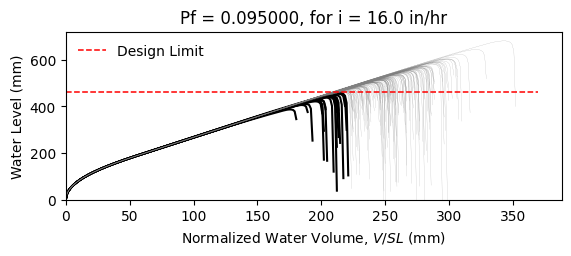 Pf = 0.095000, for i = 16.0 in/hr
Water Level (mm)
600
400
200
0
Design Limit
0 50 100 150 200 250 300 350
Normalized Water Volume, V/SL (mm)